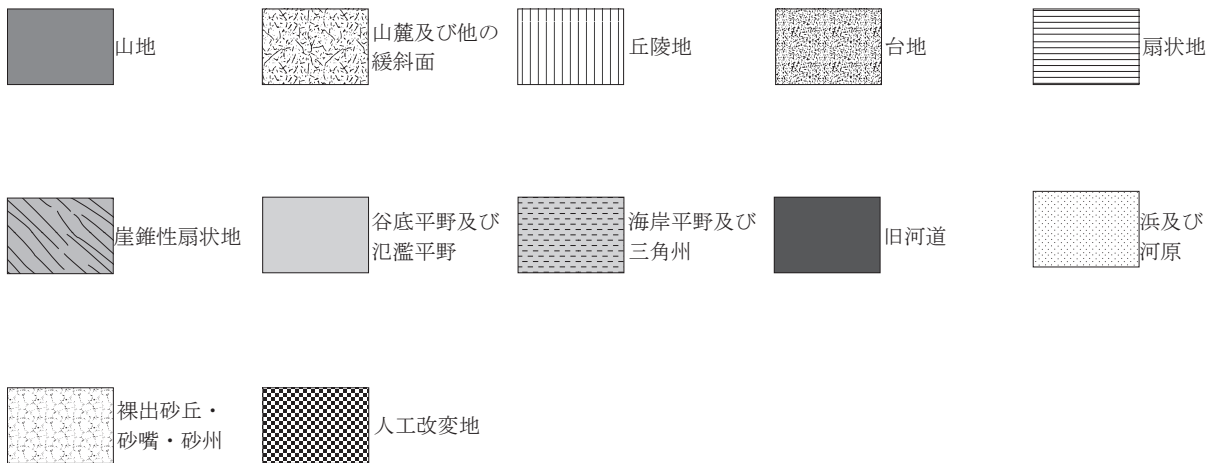 山地
山麓及び他の
緩斜面
丘陵地
台地
扇状地
崖錐性扇状地
谷底平野及び
氾濫平野
海岸平野及び
三角州
旧河道
浜及び
河原
裸出砂丘・
砂嘴・砂州
人工改変地